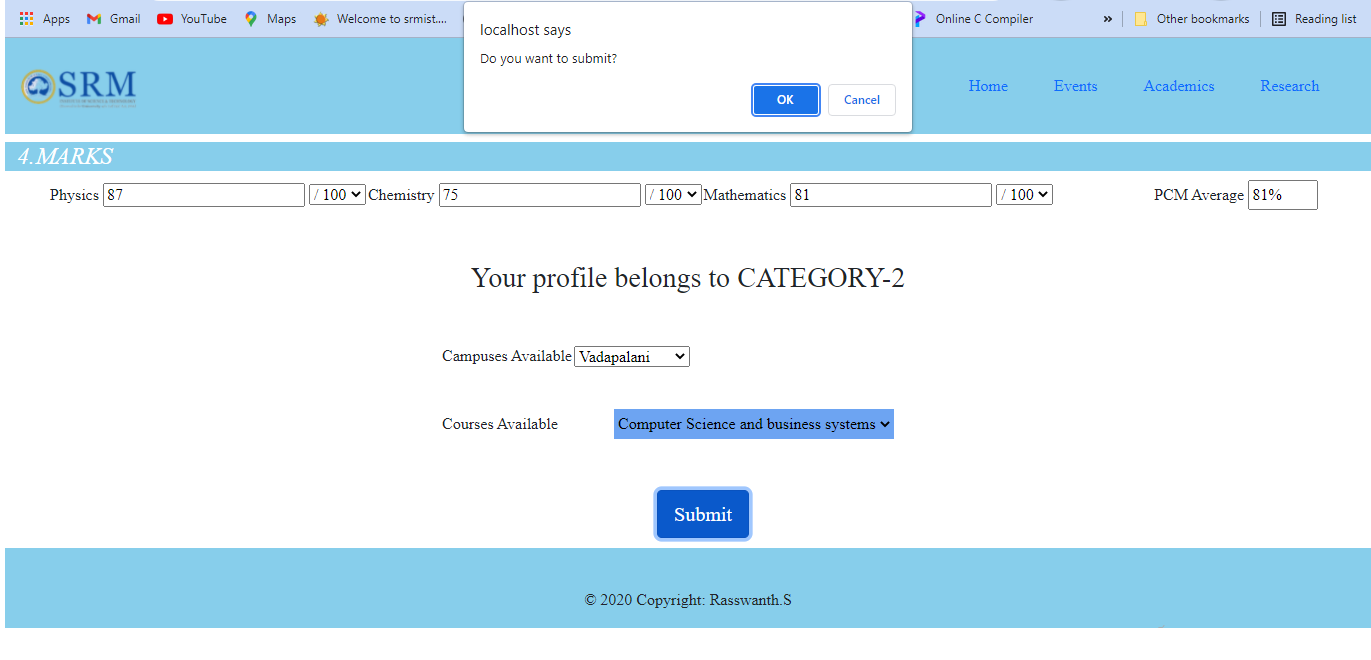 Apps Gmail YouTube Maps Welcome to srmist.... Online C Compiler » Other bookmarks Reading list
localhost says
Do you want to submit?
OK Cancel
SRM
Home Events Academics Research
4.MARKS
Physics 87 / 100 Chemistry 75 / 100 Mathematics 81 / 100 PCM Average 81%
Your profile belongs to CATEGORY-2
Campuses Available Vadapalani
Courses Available Computer Science and business systems
Submit
© 2020 Copyright: Rasswanth.S